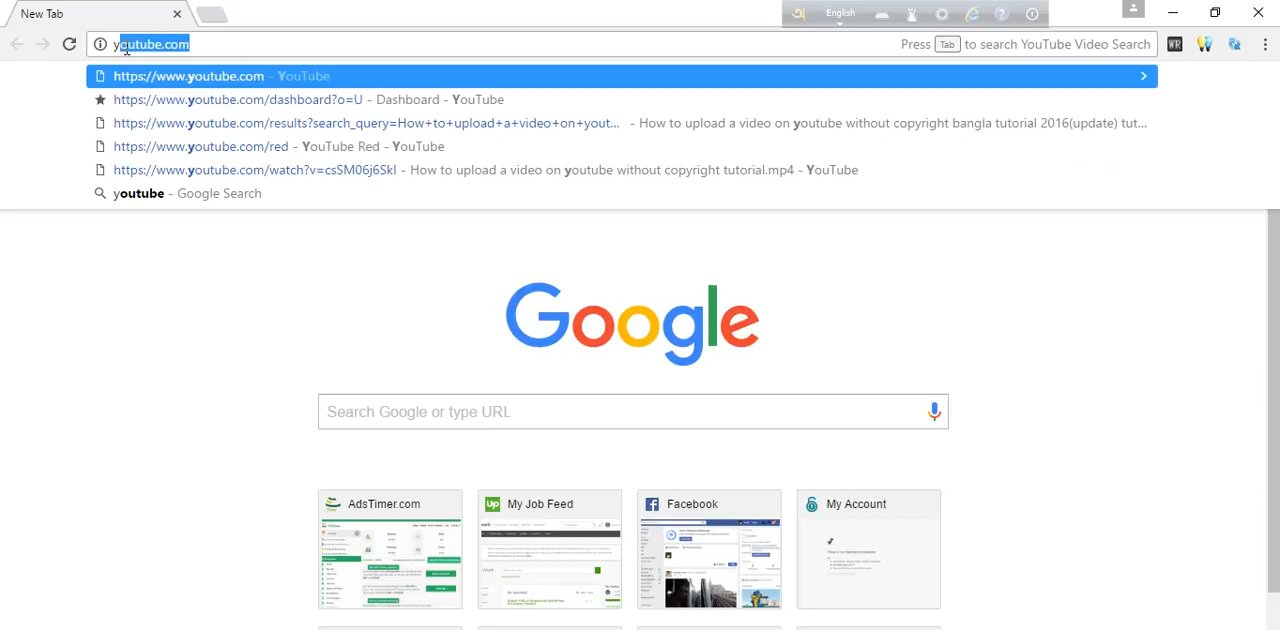 New Tab
English
youtube.com
Press Tab to search YouTube Video Search
WR
https://www.youtube.com - YouTube
https://www.youtube.com/dashboard?o=U - Dashboard - YouTube
https://www.youtube.com/results?search_query=How+to+upload+a+video+on+yout... - How to upload a video on youtube without copyright bangla tutorial 2016(update) tut...
https://www.youtube.com/red - YouTube Red - YouTube
https://www.youtube.com/watch?v=csSM06j6SkI - How to upload a video on youtube without copyright tutorial.mp4 - YouTube
youtube - Google Search
Google
Search Google or type URL
AdsTimer.com
Up My Job Feed
Facebook
My Account